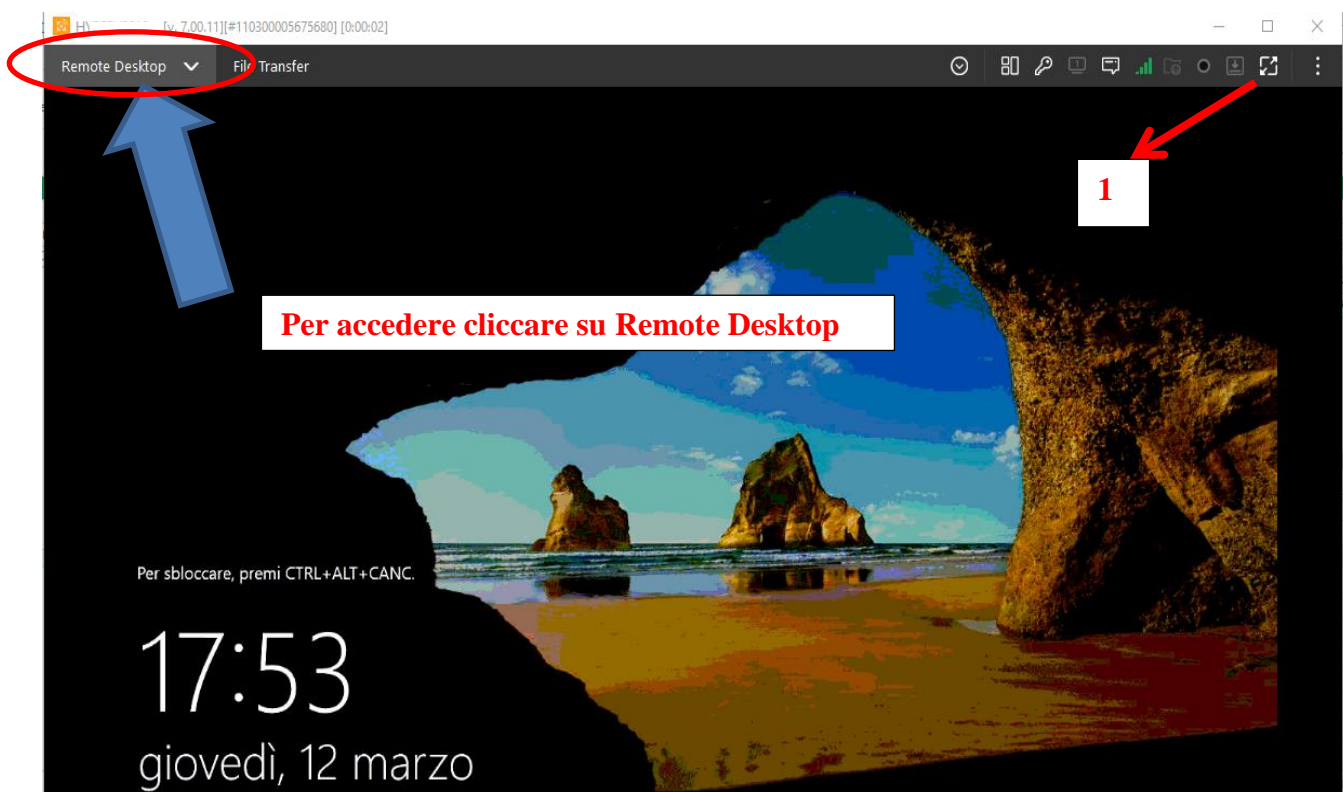 [v. 7.00.11][#110300005675680] [0:00:02]
Remote Desktop
File Transfer
1
Per accedere cliccare su Remote Desktop
Per sbloccare, premi CTRL+ALT+CANC.
17:53
giovedì, 12 marzo